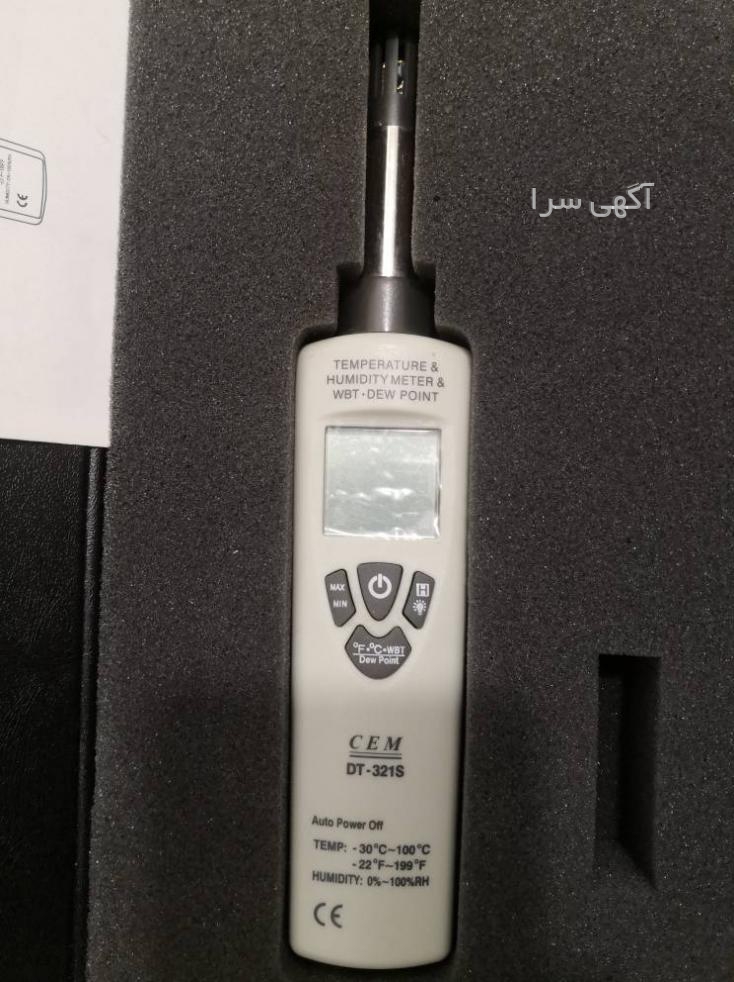 آگهی سرا
TEMPERATURE &
HUMIDITY METER &
WBT·DEW POINT
MAX
MIN
H
°F·°C·WBT
Dew Point
CEM
DT-321S
Auto Power Off
TEMP: -30°C~100°C
-22°F~199°F
HUMIDITY: 0%~100%RH
CE
CE